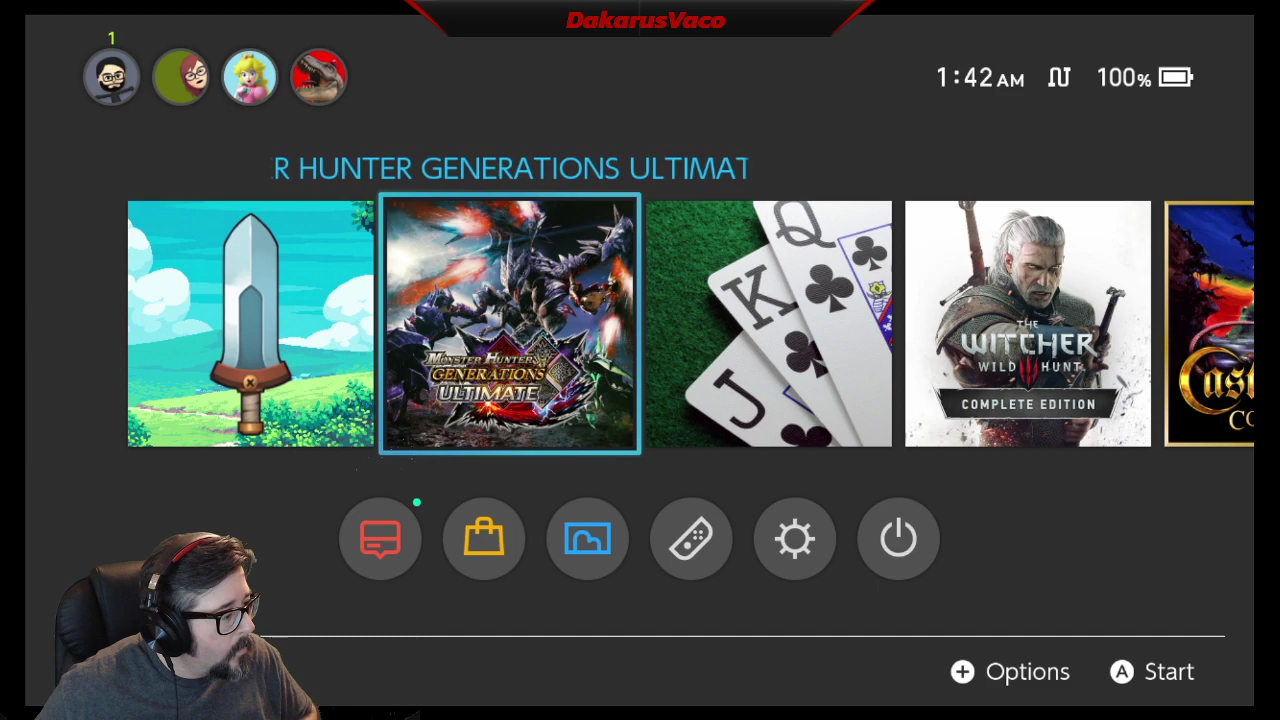 DakarusVaco
1
1:42 AM
100%
R HUNTER GENERATIONS ULTIMAT
MONSTER HUNTER
GENERATIONS
ULTIMATE
Q
K
J
THE
WITCHER
WILD HUNT
COMPLETE EDITION
+ Options
A Start